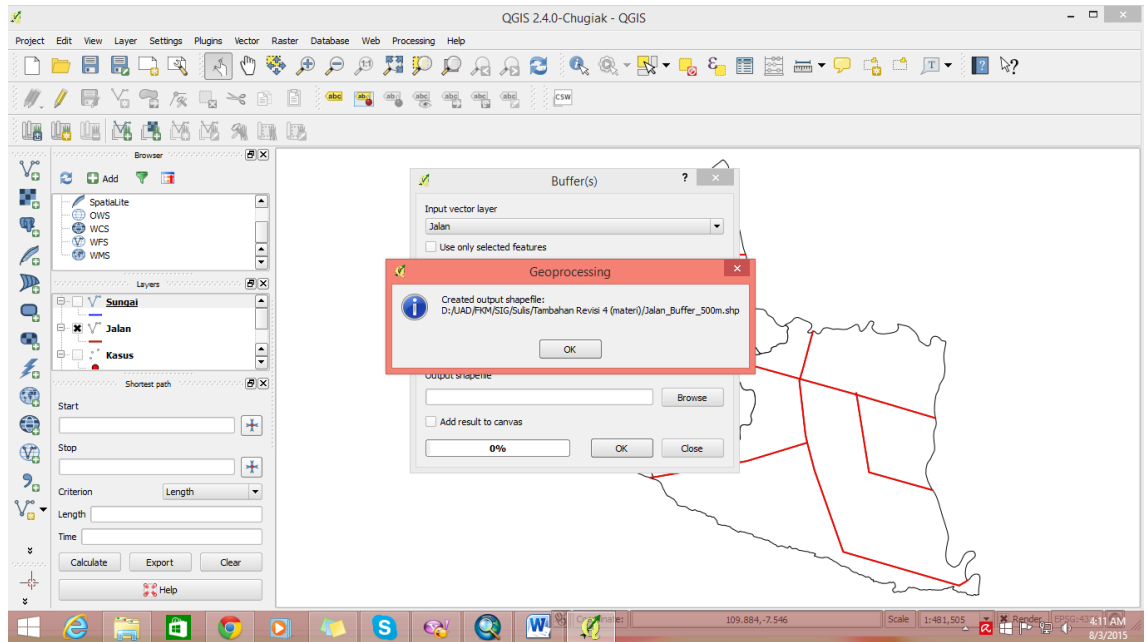 QGIS 2.4.0-Chugiak - QGIS
Project Edit View Layer Settings Plugins Vector Raster Database Web Processing Help
CSW
Browser
Add
SpatiaLite
OWS
WCS
WFS
WMS
Layers
Sungai
Jalan
Kasus
Shortest path
Start
Stop
Criterion Length
Length
Time
Calculate Export Clear
Help
Buffer(s) ?
Input vector layer
Jalan
Use only selected features
Geoprocessing
Created output shapefile:
D:/UAD/FKM/SIG/Sulis/Tambahan Revisi 4 (materi)/Jalan_Buffer_500m.shp
OK
Output shapefile
Browse
Add result to canvas
0% OK Close
109.884,-7.546 Scale 1:481,505 Render
4:11 AM
8/3/2015